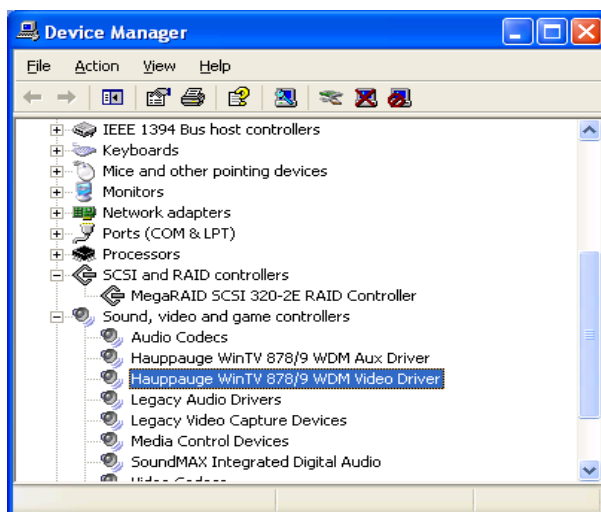 Device Manager
File Action View Help
IEEE 1394 Bus host controllers
Keyboards
Mice and other pointing devices
Monitors
Network adapters
Ports (COM & LPT)
Processors
SCSI and RAID controllers
MegaRAID SCSI 320-2E RAID Controller
Sound, video and game controllers
Audio Codecs
Hauppauge WinTV 878/9 WDM Aux Driver
Hauppauge WinTV 878/9 WDM Video Driver
Legacy Audio Drivers
Legacy Video Capture Devices
Media Control Devices
SoundMAX Integrated Digital Audio